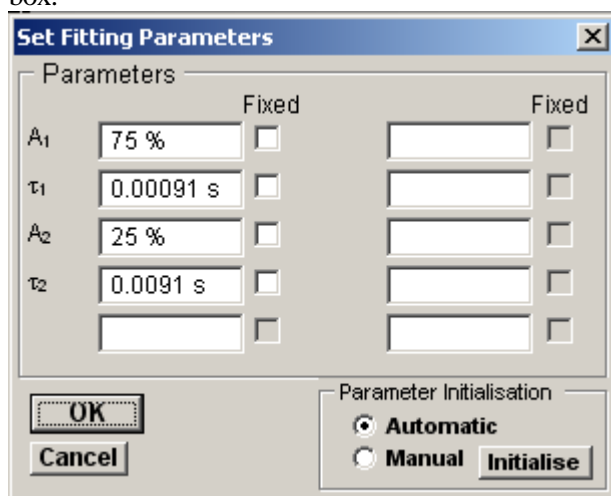 box.
Set Fitting Parameters
Parameters
Fixed Fixed
A1 75 %
τ1 0.00091 s
A2 25 %
τ2 0.0091 s
OK
Cancel
Parameter Initialisation
Automatic
Manual Initialise